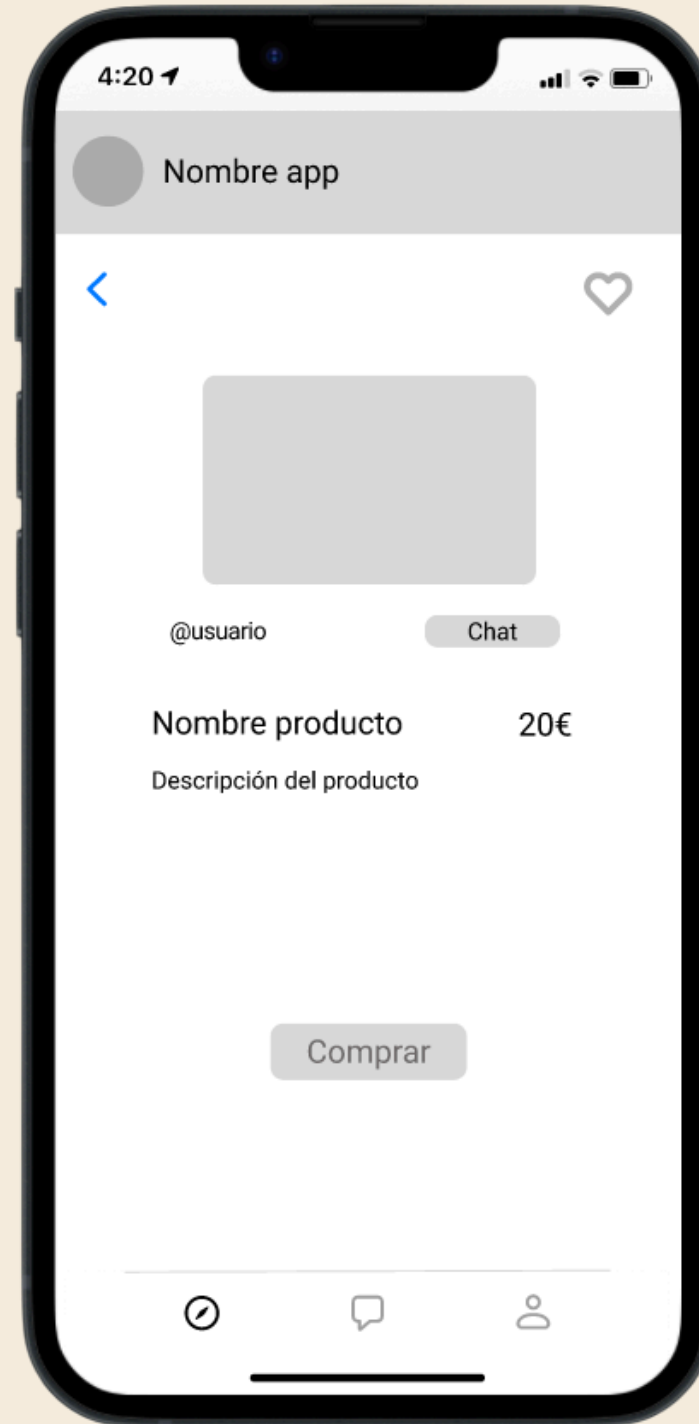 4:20
Nombre app
@usuario
Chat
Nombre producto
20€
Descripción del producto
Comprar